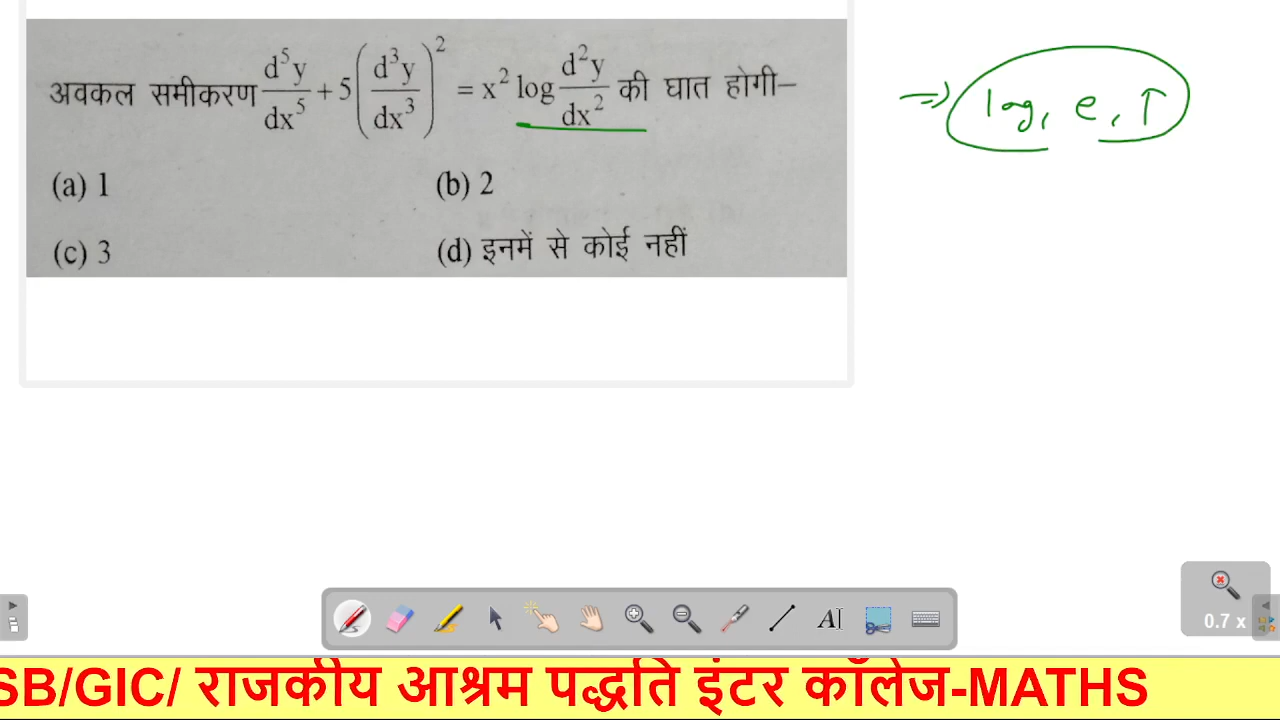 अवकल समीकरण d⁵y/dx⁵ + 5(d³y/dx³)² = x² log d²y/dx² की घात होगी–
(a) 1 (b) 2
(c) 3 (d) इनमें से कोई नहीं
⇒ log, e, ↑
AI
0.7 x
SB/GIC/ राजकीय आश्रम पद्धति इंटर कॉलेज-MATHS